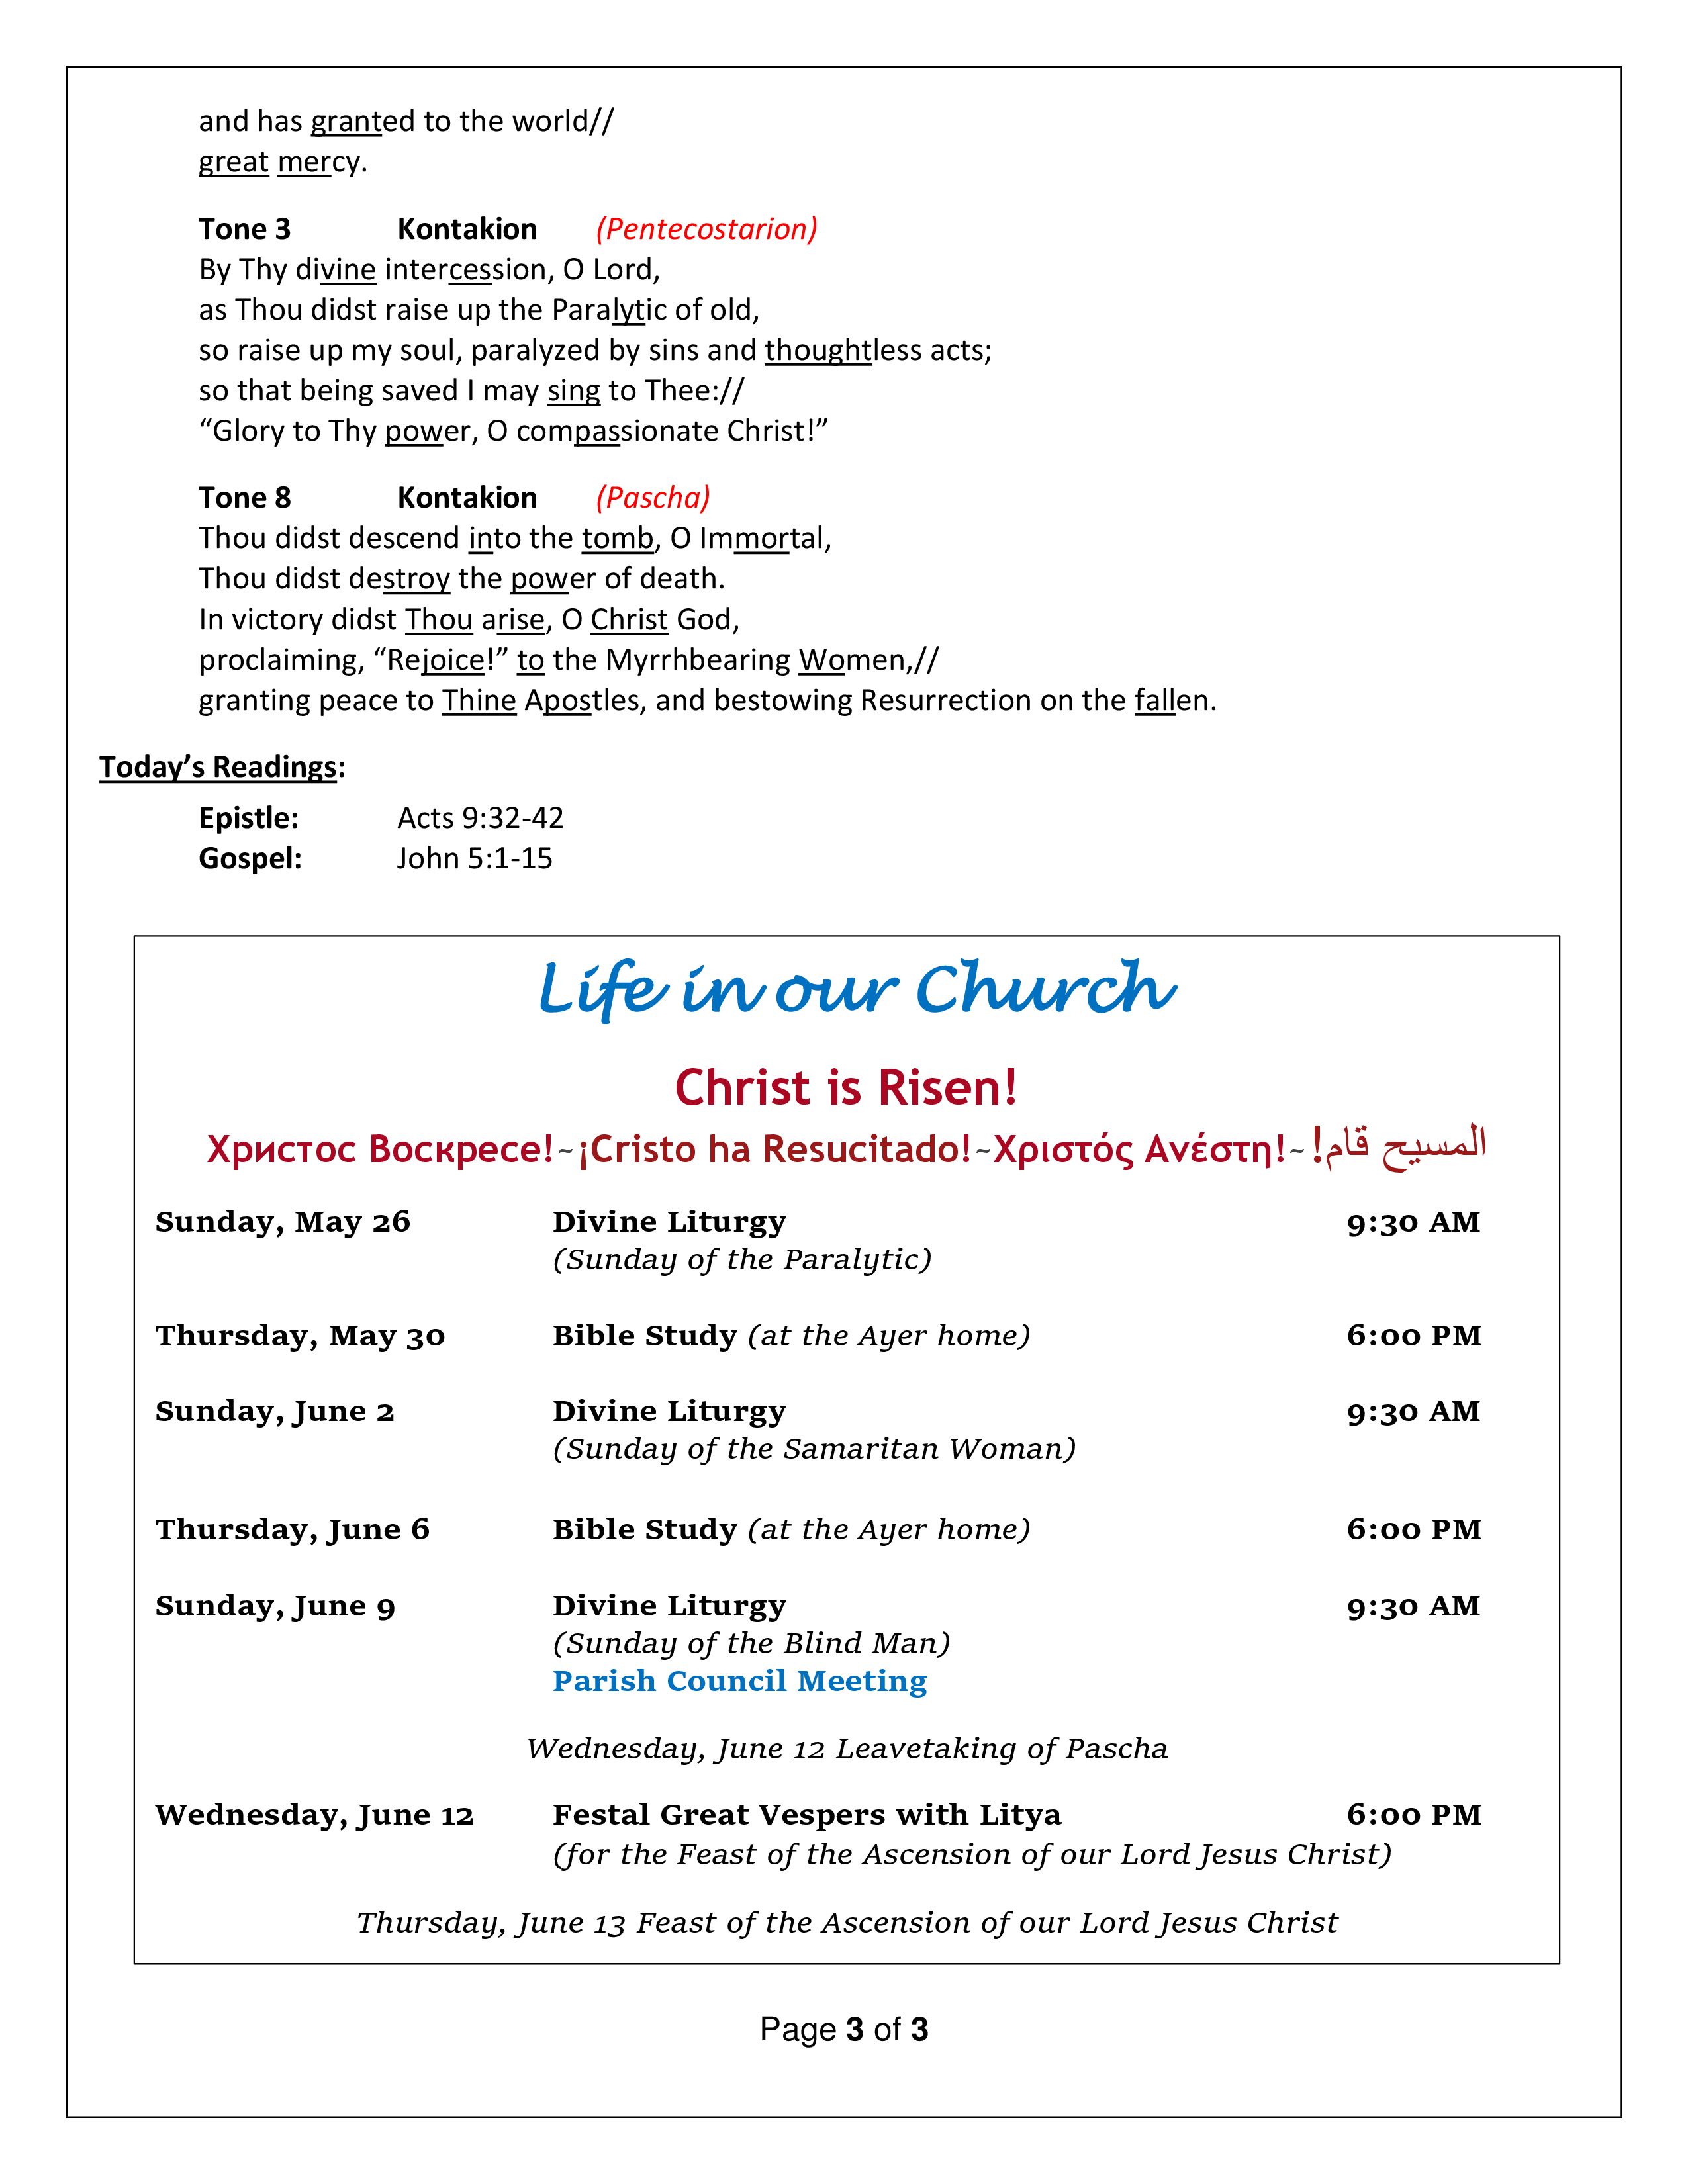 and has granted to the world//
great mercy.
Tone 3 Kontakion (Pentecostarion)
By Thy divine intercession, O Lord,
as Thou didst raise up the Paralytic of old,
so raise up my soul, paralyzed by sins and thoughtless acts;
so that being saved I may sing to Thee://
“Glory to Thy power, O compassionate Christ!”
Tone 8 Kontakion (Pascha)
Thou didst descend into the tomb, O Immortal,
Thou didst destroy the power of death.
In victory didst Thou arise, O Christ God,
proclaiming, “Rejoice!” to the Myrrhbearing Women,//
granting peace to Thine Apostles, and bestowing Resurrection on the fallen.
Today’s Readings:
Epistle: Acts 9:32-42
Gospel: John 5:1-15
Life in our Church
Christ is Risen!
Христос Воскресе!~¡Cristo ha Resucitado!~Χριστός Ανέστη!~المسيح قام!
Sunday, May 26 Divine Liturgy 9:30 AM
(Sunday of the Paralytic)
Thursday, May 30 Bible Study (at the Ayer home) 6:00 PM
Sunday, June 2 Divine Liturgy 9:30 AM
(Sunday of the Samaritan Woman)
Thursday, June 6 Bible Study (at the Ayer home) 6:00 PM
Sunday, June 9 Divine Liturgy 9:30 AM
(Sunday of the Blind Man)
Parish Council Meeting
Wednesday, June 12 Leavetaking of Pascha
Wednesday, June 12 Festal Great Vespers with Litya 6:00 PM
(for the Feast of the Ascension of our Lord Jesus Christ)
Thursday, June 13 Feast of the Ascension of our Lord Jesus Christ
Page 3 of 3